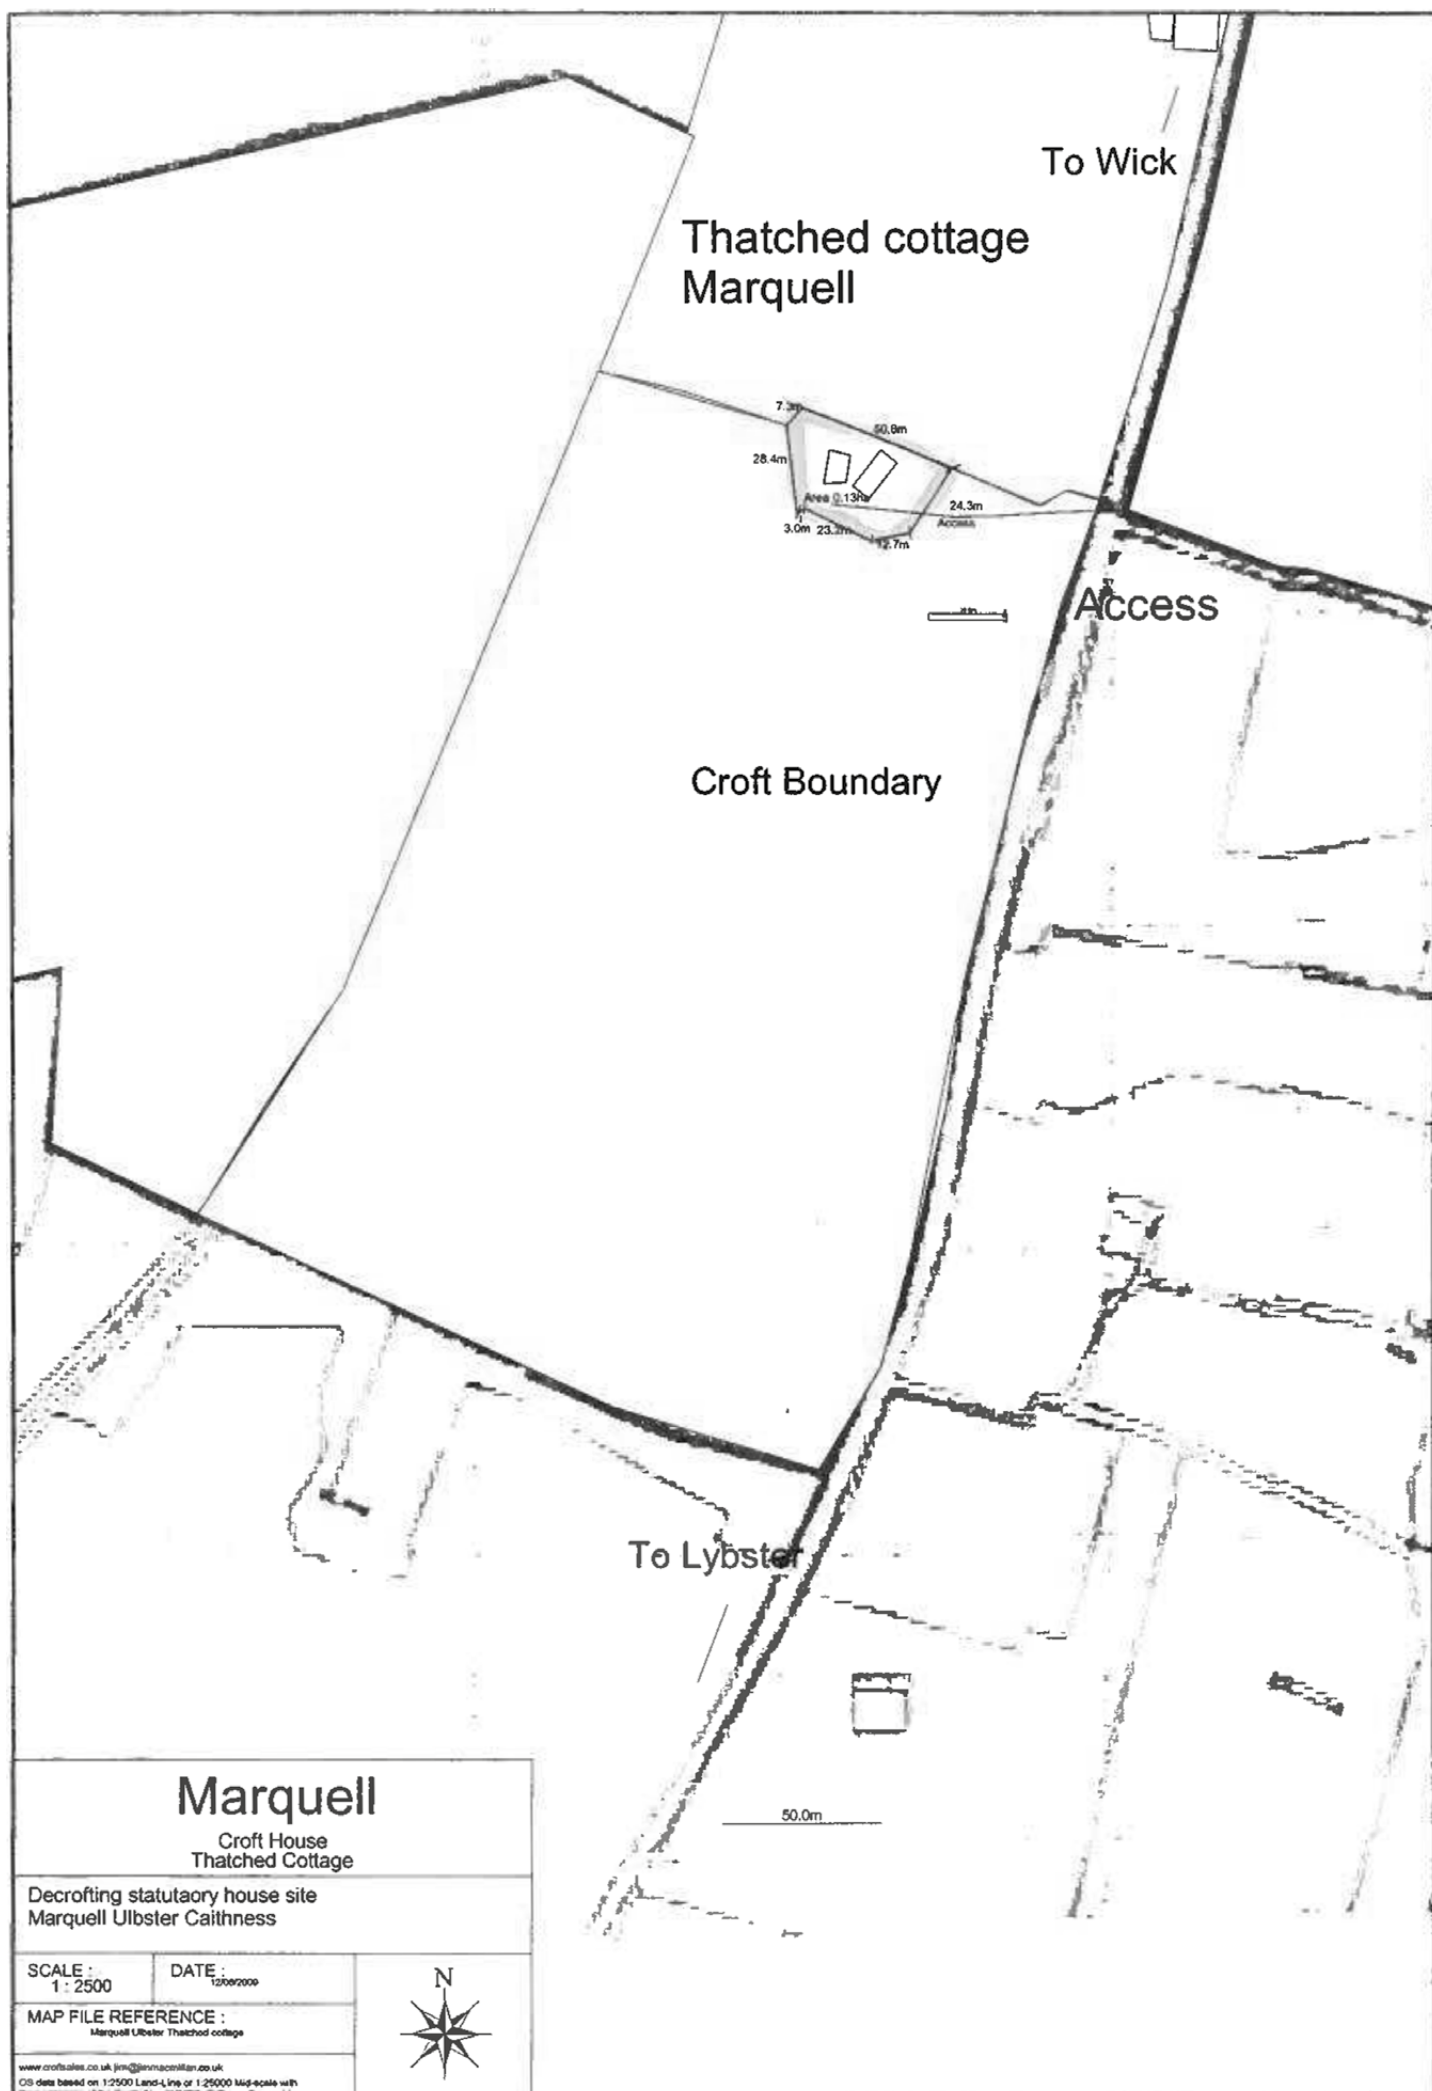 To Wick
Thatched cottage
Marquell
7.3m
50.8m
28.4m
Area 0.13ha
24.3m
Access
3.0m
12.7m
Access
Croft Boundary
To Lybster
50.0m
Marquell
Croft House
Thatched Cottage
Decrofting statutaory house site
Marquell Ulbster Caithness
SCALE :
1 : 2500
DATE :
12/06/2009
N
MAP FILE REFERENCE :
Marquell Ulbster Thatched cottage
www.croftsales.co.uk jim@jimmacmillan.co.uk
OS data based on 1:2500 Land-Line or 1:25000 Mid-scale with